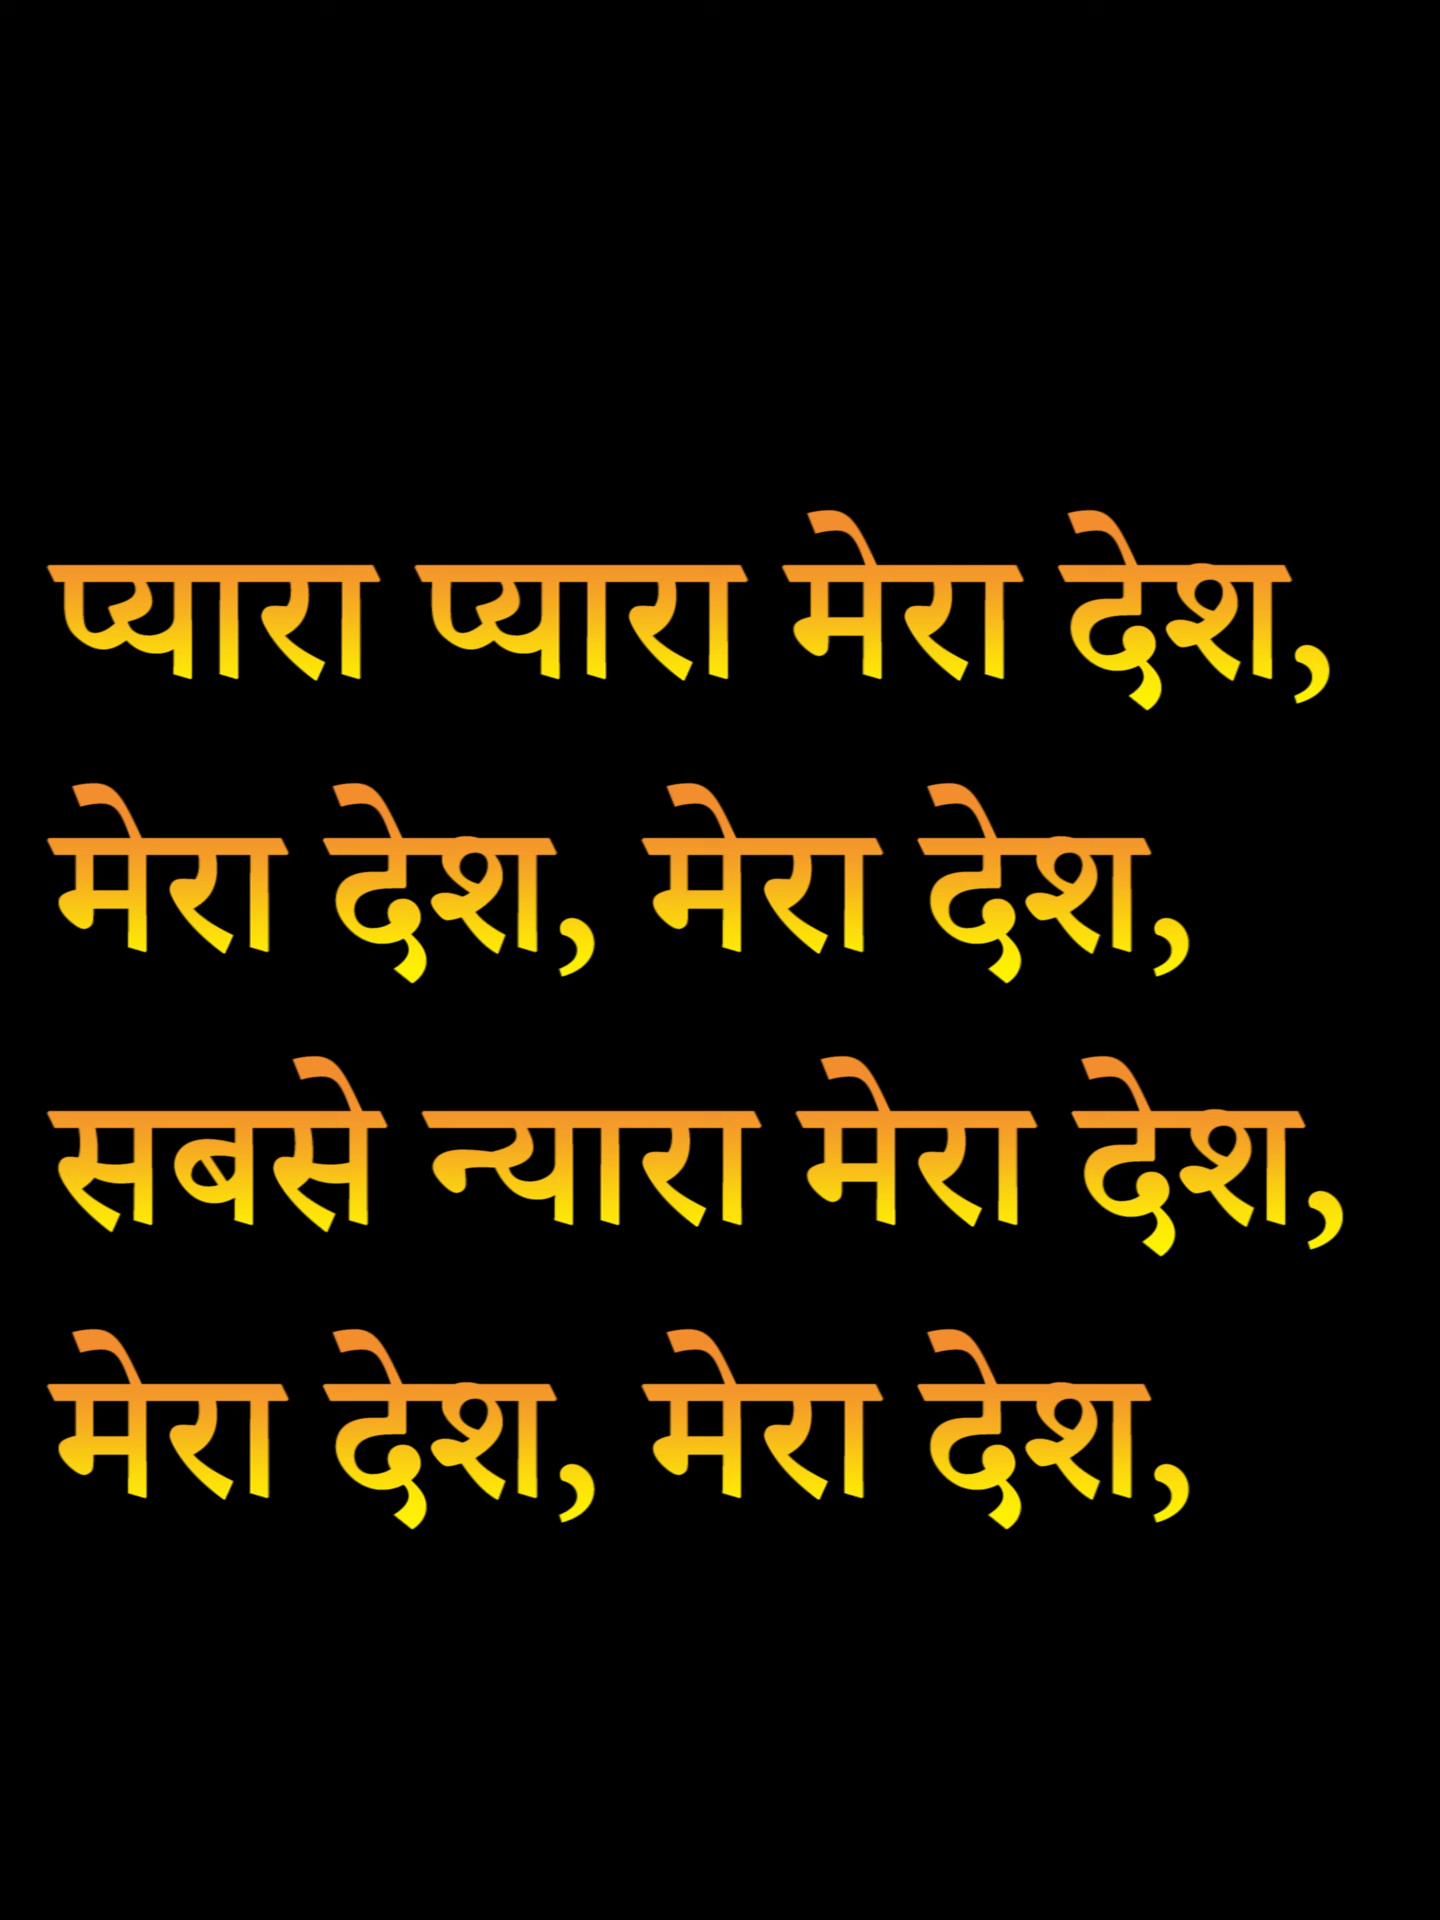 प्यारा प्यारा मेरा देश,
मेरा देश, मेरा देश,
सबसे न्यारा मेरा देश,
मेरा देश, मेरा देश,